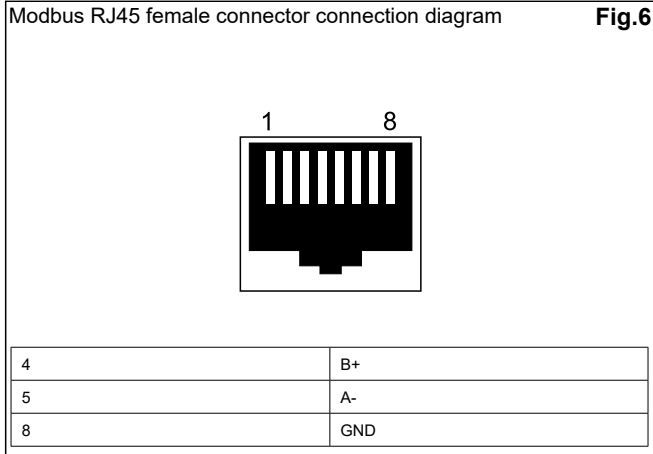 Modbus RJ45 female connector connection diagram Fig.6
1 8
4 B+
5 A-
8 GND